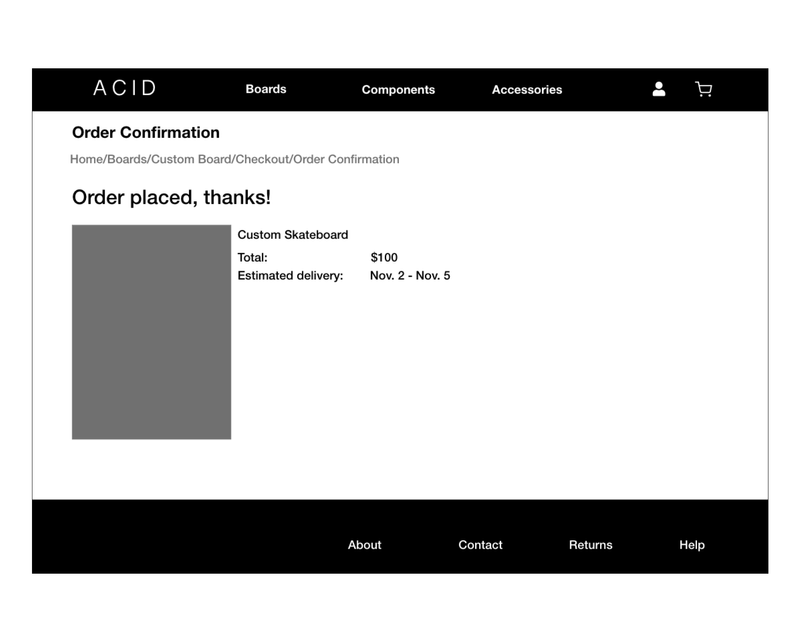 ACID Boards Components Accessories
Order Confirmation
Home/Boards/Custom Board/Checkout/Order Confirmation
Order placed, thanks!
Custom Skateboard
Total: $100
Estimated delivery: Nov. 2 - Nov. 5
About Contact Returns Help